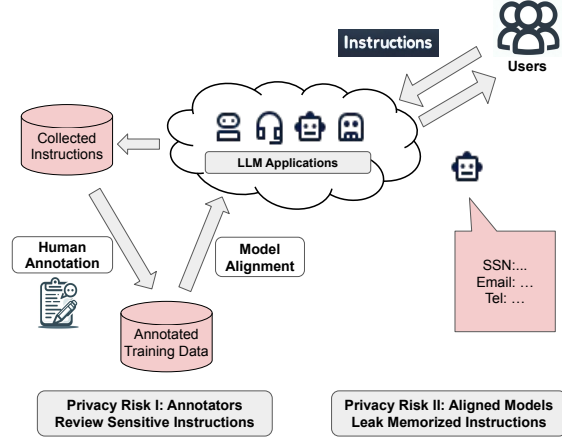 Instructions
Users
Collected
Instructions
LLM Applications
Human
Annotation
Model
Alignment
SSN:...
Email: ...
Tel: ...
Annotated
Training Data
Privacy Risk I: Annotators
Review Sensitive Instructions
Privacy Risk II: Aligned Models
Leak Memorized Instructions